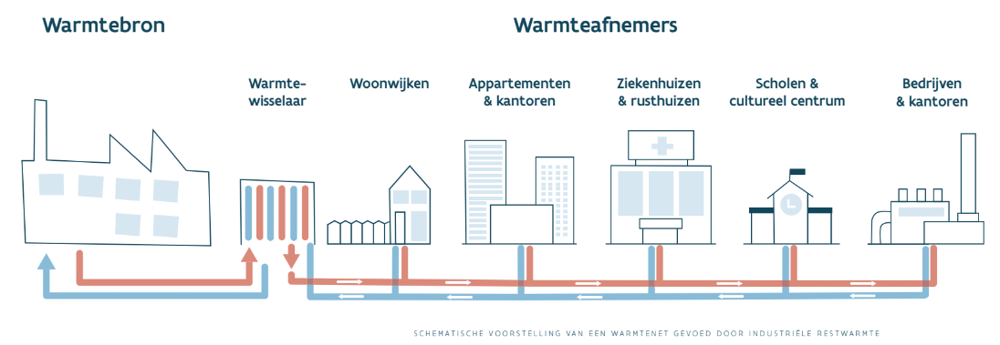 Warmtebron
Warmteafnemers
Warmte-
wisselaar
Woonwijken
Appartementen
& kantoren
Ziekenhuizen
& rusthuizen
Scholen &
cultureel centrum
Bedrijven
& kantoren
SCHEMATISCHE VOORSTELLING VAN EEN WARMTENET GEVOED DOOR INDUSTRIËLE RESTWARMTE